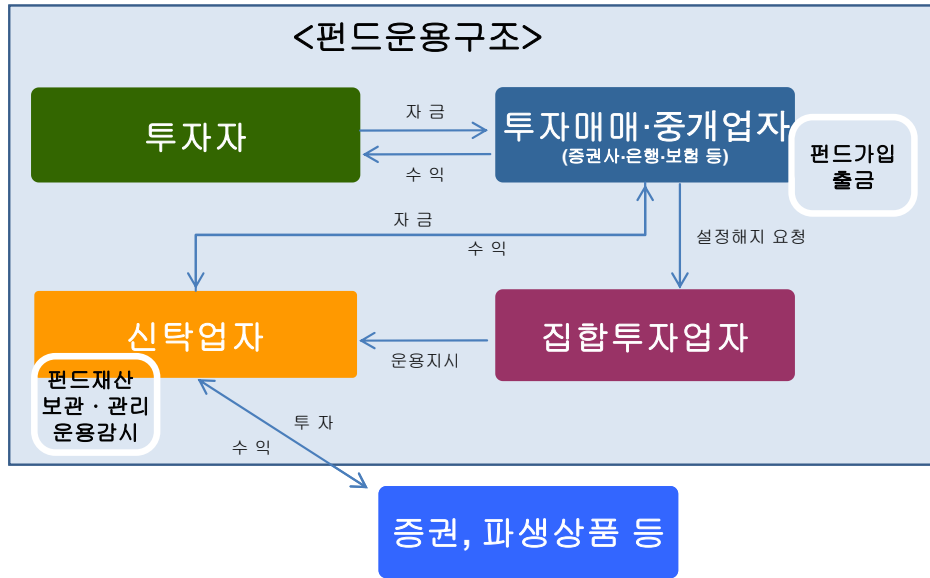 <펀드운용구조>
투자자
자 금
수 익
투자매매·중개업자
(증권사·은행·보험 등)
펀드가입
출금
자 금
수 익
설정해지 요청
신탁업자
운용지시
집합투자업자
펀드재산
보관 · 관리
운용감시
투 자
수 익
증권, 파생상품 등